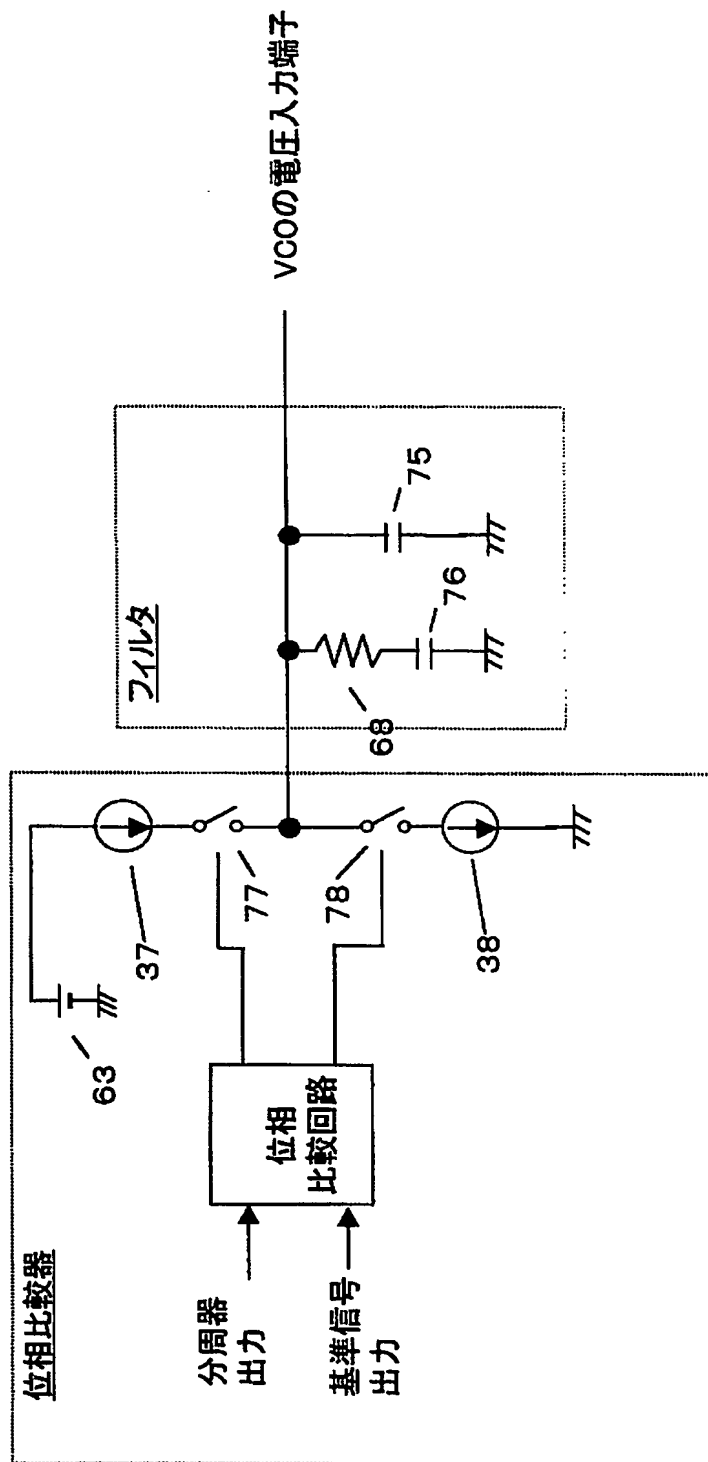 位相比較器
63
37
分周器
出力
基準信号
出力
位相
比較回路
77
78
38
フィルタ
68
76
75
VCOの電圧入力端子